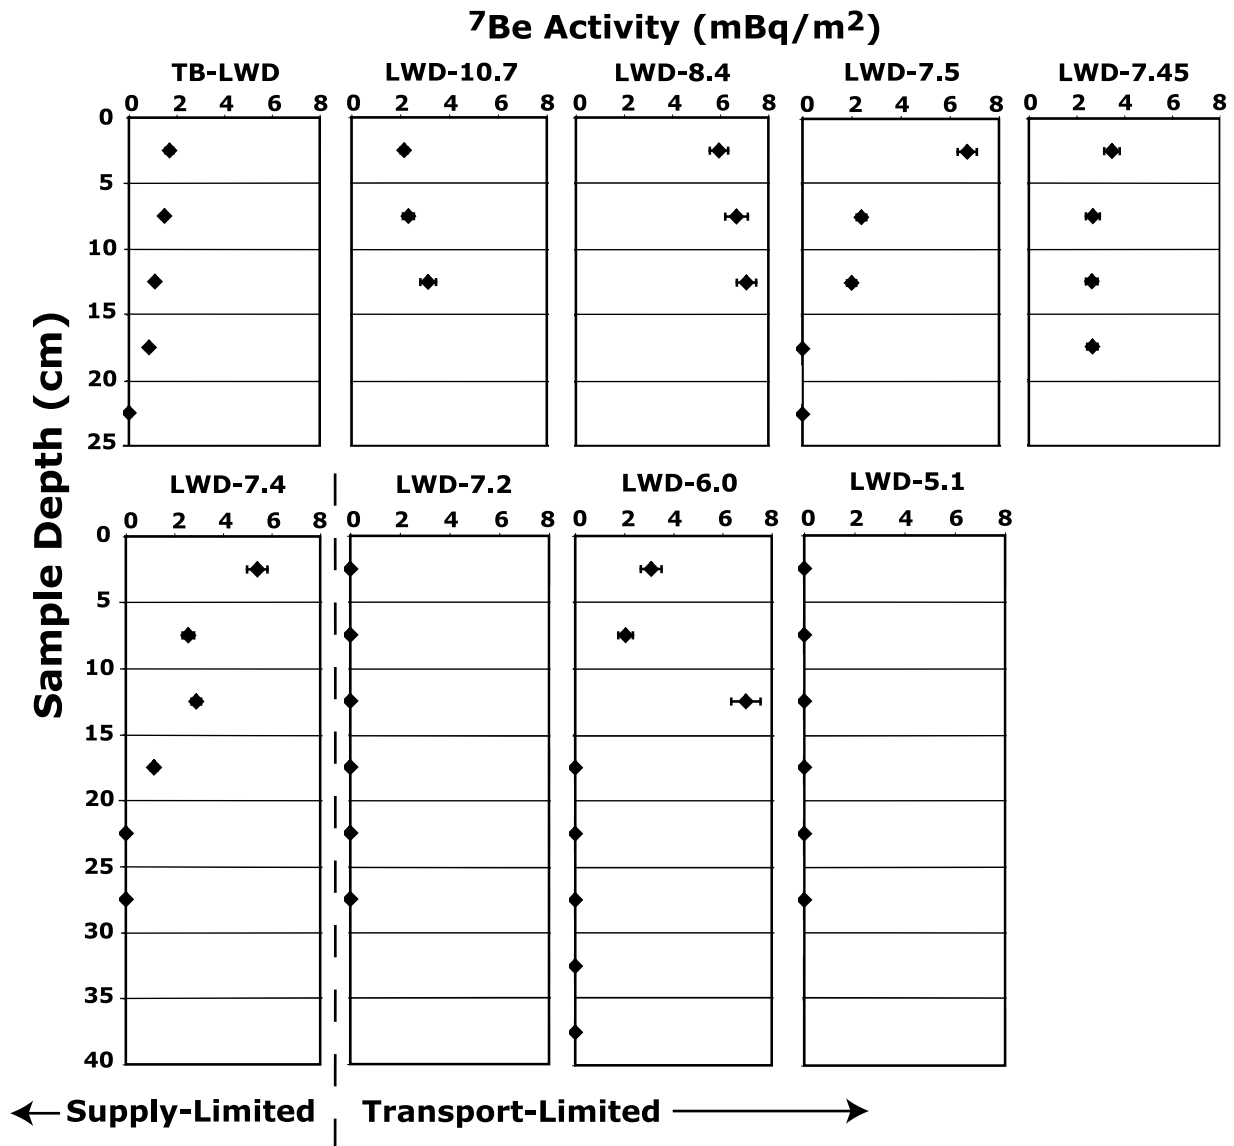 ⁷Be Activity (mBq/m²)
TB-LWD LWD-10.7 LWD-8.4 LWD-7.5 LWD-7.45
0 2 4 6 8 0 2 4 6 8 0 2 4 6 8 0 2 4 6 8 0 2 4 6 8
0
5
10
15
20
25
Sample Depth (cm)
LWD-7.4 LWD-7.2 LWD-6.0 LWD-5.1
0 2 4 6 8 0 2 4 6 8 0 2 4 6 8 0 2 4 6 8
0
5
10
15
20
25
30
35
40
Supply-Limited Transport-Limited